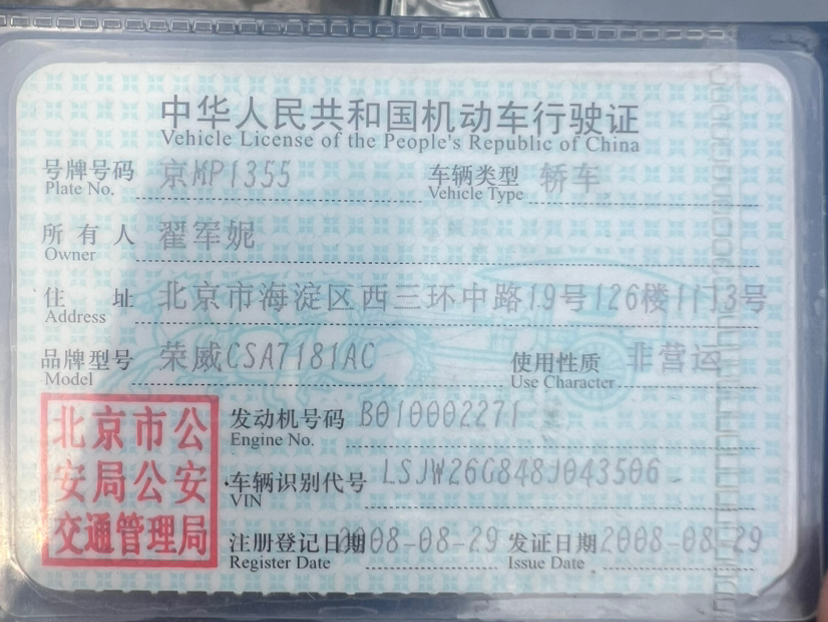 中华人民共和国机动车行驶证
Vehicle License of the People's Republic of China
号牌号码 京MP1355 车辆类型 轿车
Plate No. Vehicle Type
所有人 翟军妮
Owner
住 址 北京市海淀区西三环中路19号126楼1门3号
Address
品牌型号 荣威CSA7181AC 使用性质 非营运
Model Use Character
北京市公
安局公安
交通管理局
发动机号码 B010002271
Engine No.
车辆识别代号 LSJW26G848J043506
VIN
注册登记日期 2008-08-29 发证日期 2008-08-29
Register Date Issue Date